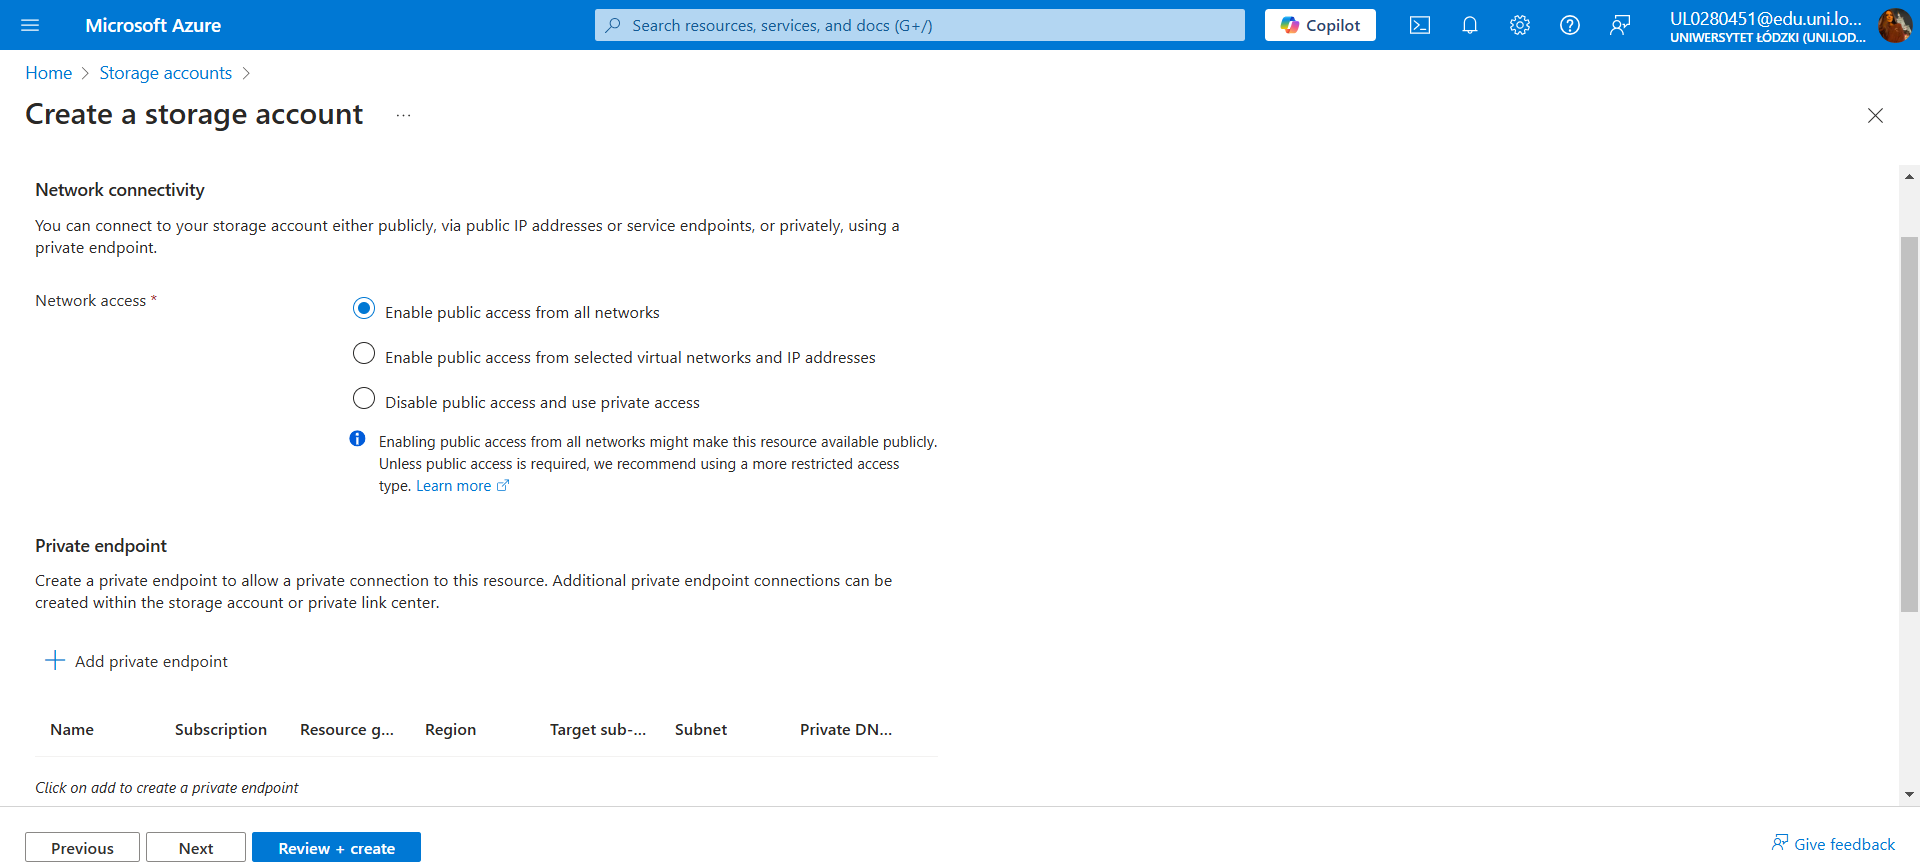 Microsoft Azure
Search resources, services, and docs (G+/)
Copilot
UL0280451@edu.uni.lo...
UNIWERSYTET ŁÓDZKI (UNI.LOD...
Home
Storage accounts
Create a storage account
...
Network connectivity
You can connect to your storage account either publicly, via public IP addresses or service endpoints, or privately, using a
private endpoint.
Network access *
Enable public access from all networks
Enable public access from selected virtual networks and IP addresses
Disable public access and use private access
Enabling public access from all networks might make this resource available publicly.
Unless public access is required, we recommend using a more restricted access
type. Learn more
Private endpoint
Create a private endpoint to allow a private connection to this resource. Additional private endpoint connections can be
created within the storage account or private link center.
Add private endpoint
Name Subscription Resource g... Region Target sub-... Subnet Private DN...
Click on add to create a private endpoint
Previous Next Review + create
Give feedback